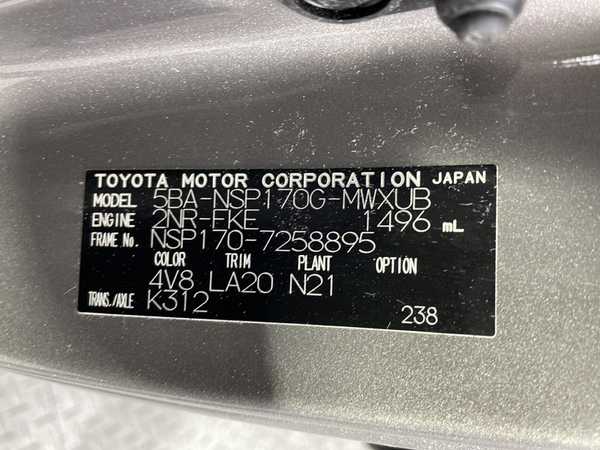 TOYOTA MOTOR CORPORATION JAPAN
MODEL 5BA-NSP170G-MWXUB
ENGINE 2NR-FKE 1496 mL
FRAME No. NSP170-7258895
COLOR TRIM PLANT OPTION
4V8 LA20 N21
TRANS./AXLE K312
238